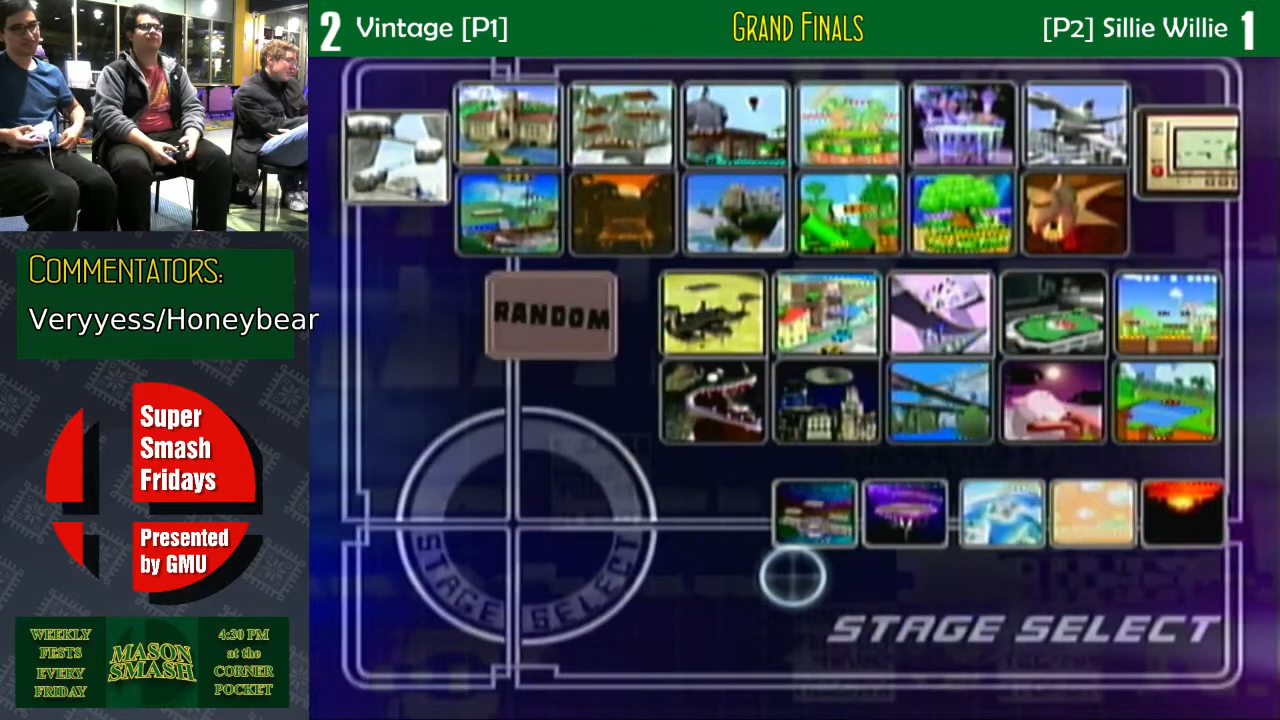 2 Vintage [P1]
GRAND FINALS
[P2] Sillie Willie 1
COMMENTATORS:
Veryyess/Honeybear
RANDOM
Super
Smash
Fridays
Presented
by GMU
STAGE SELECT
STAGE SELECT
WEEKLY
FESTS
EVERY
FRIDAY
MASON
SMASH
4:30 PM
at the
CORNER
POCKET